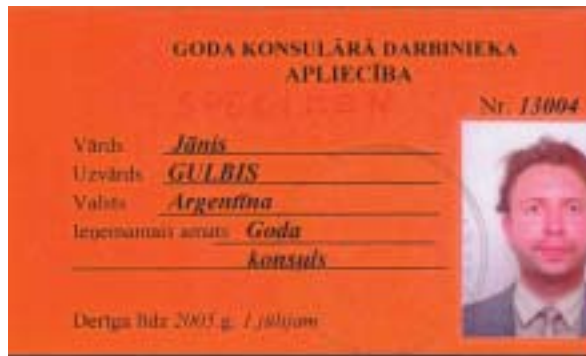 GODA KONSULĀRĀ DARBINIEKA
APLIECĪBA
SPECIMEN
Nr. 13004
Vārds Jānis
Uzvārds GULBIS
Valsts Argentīna
Ieņemamais amats Goda
konsuls
Derīga līdz 2005 g. 1.jūlijam